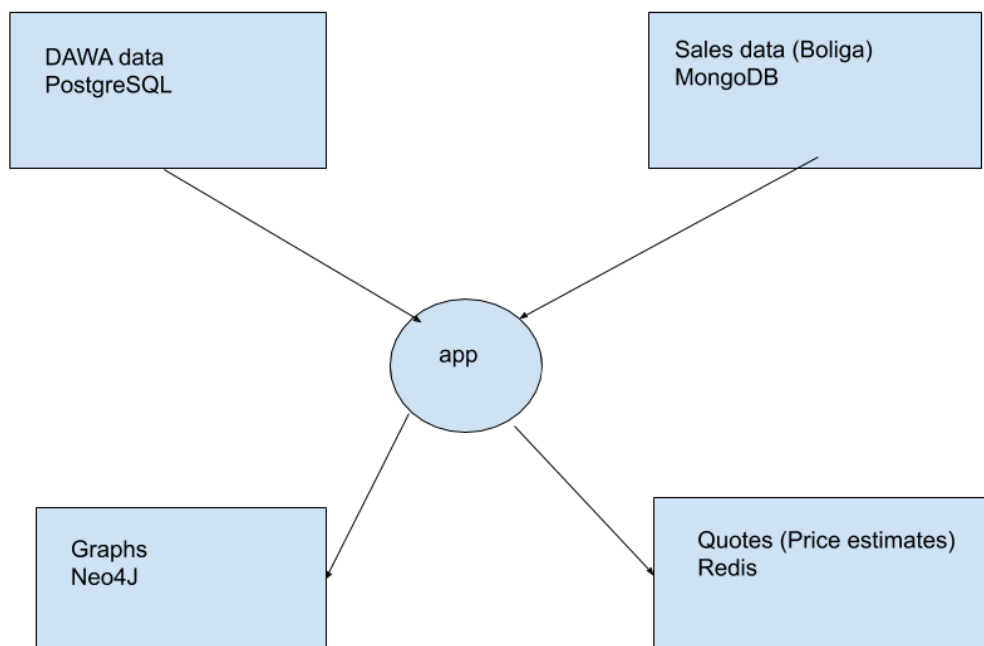 DAWA data
PostgreSQL
Sales data (Boliga)
MongoDB
app
Graphs
Neo4J
Quotes (Price estimates)
Redis